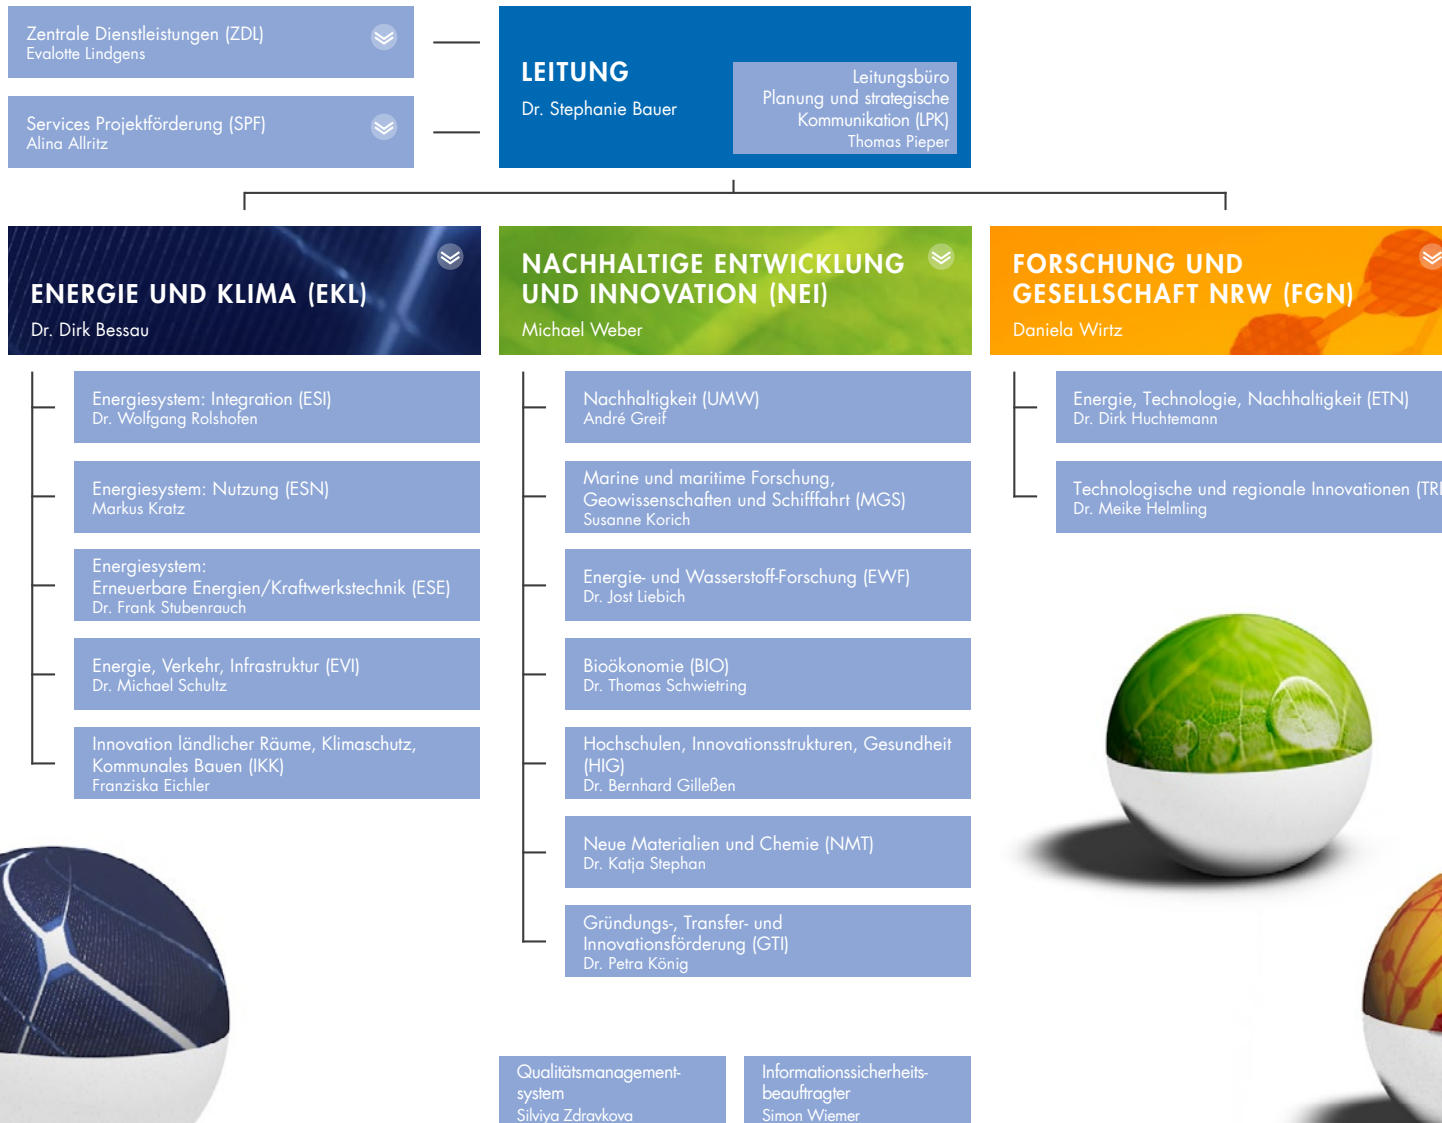 Zentrale Dienstleistungen (ZDL)
Evalotte Lindgens
Services Projektförderung (SPF)
Alina Allritz
LEITUNG
Dr. Stephanie Bauer
Leitungsbüro
Planung und strategische
Kommunikation (LPK)
Thomas Pieper
ENERGIE UND KLIMA (EKL)
Dr. Dirk Bessau
Energiesystem: Integration (ESI)
Dr. Wolfgang Rolshofen
Energiesystem: Nutzung (ESN)
Markus Kratz
Energiesystem:
Erneuerbare Energien/Kraftwerkstechnik (ESE)
Dr. Frank Stubenrauch
Energie, Verkehr, Infrastruktur (EVI)
Dr. Michael Schultz
Innovation ländlicher Räume, Klimaschutz,
Kommunales Bauen (IKK)
Franziska Eichler
NACHHALTIGE ENTWICKLUNG
UND INNOVATION (NEI)
Michael Weber
Nachhaltigkeit (UMW)
André Greif
Marine und maritime Forschung,
Geowissenschaften und Schifffahrt (MGS)
Susanne Korich
Energie- und Wasserstoff-Forschung (EWF)
Dr. Jost Liebich
Bioökonomie (BIO)
Dr. Thomas Schwietring
Hochschulen, Innovationsstrukturen, Gesundheit
(HIG)
Dr. Bernhard Gilleßen
Neue Materialien und Chemie (NMT)
Dr. Katja Stephan
Gründungs-, Transfer- und
Innovationsförderung (GTI)
Dr. Petra König
FORSCHUNG UND
GESELLSCHAFT NRW (FGN)
Daniela Wirtz
Energie, Technologie, Nachhaltigkeit (ETN)
Dr. Dirk Huchtemann
Technologische und regionale Innovationen (TRI
Dr. Meike Helmling
Qualitätsmanagement-
system
Silviya Zdravkova
Informationssicherheits-
beauftragter
Simon Wiemer